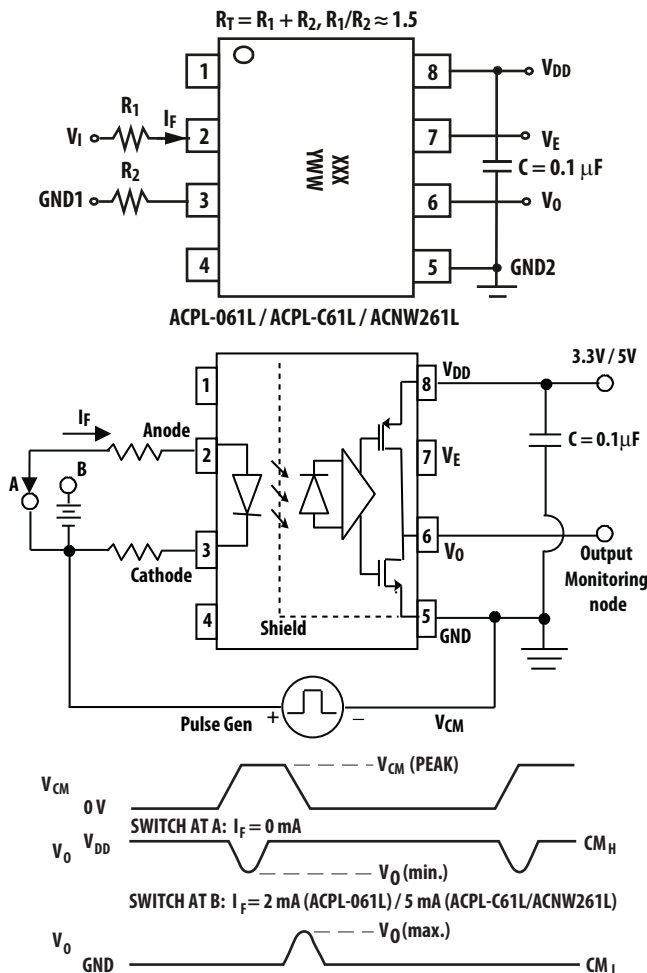 R_T = R_1 + R_2, R_1/R_2 ≈ 1.5
1
8
V_DD
R_1
I_F
V_I
2
7
V_E
XXX
YWW
C = 0.1 μF
R_2
GND1
3
6
V_O
4
5
GND2
ACPL-061L / ACPL-C61L / ACNW261L
3.3V / 5V
1
8
V_DD
I_F
Anode
C = 0.1μF
2
7
V_E
A
B
3
6
V_O
Cathode
Output
Monitoring
node
4
Shield
5
GND
Pulse Gen
+
−
V_CM
V_CM
V_CM (PEAK)
0 V
SWITCH AT A: I_F = 0 mA
V_O
V_DD
CM_H
V_O (min.)
SWITCH AT B: I_F = 2 mA (ACPL-061L) / 5 mA (ACPL-C61L/ACNW261L)
V_O
V_O (max.)
GND
CM_L